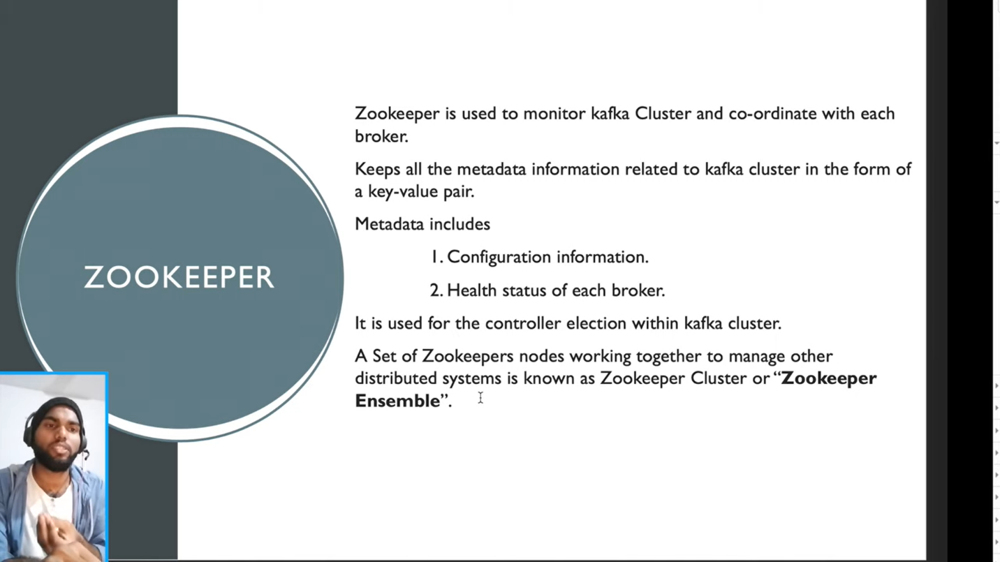 ZOOKEEPER
Zookeeper is used to monitor kafka Cluster and co-ordinate with each
broker.
Keeps all the metadata information related to kafka cluster in the form of
a key-value pair.
Metadata includes
1. Configuration information.
2. Health status of each broker.
It is used for the controller election within kafka cluster.
A Set of Zookeepers nodes working together to manage other
distributed systems is known as Zookeeper Cluster or “Zookeeper
Ensemble”.